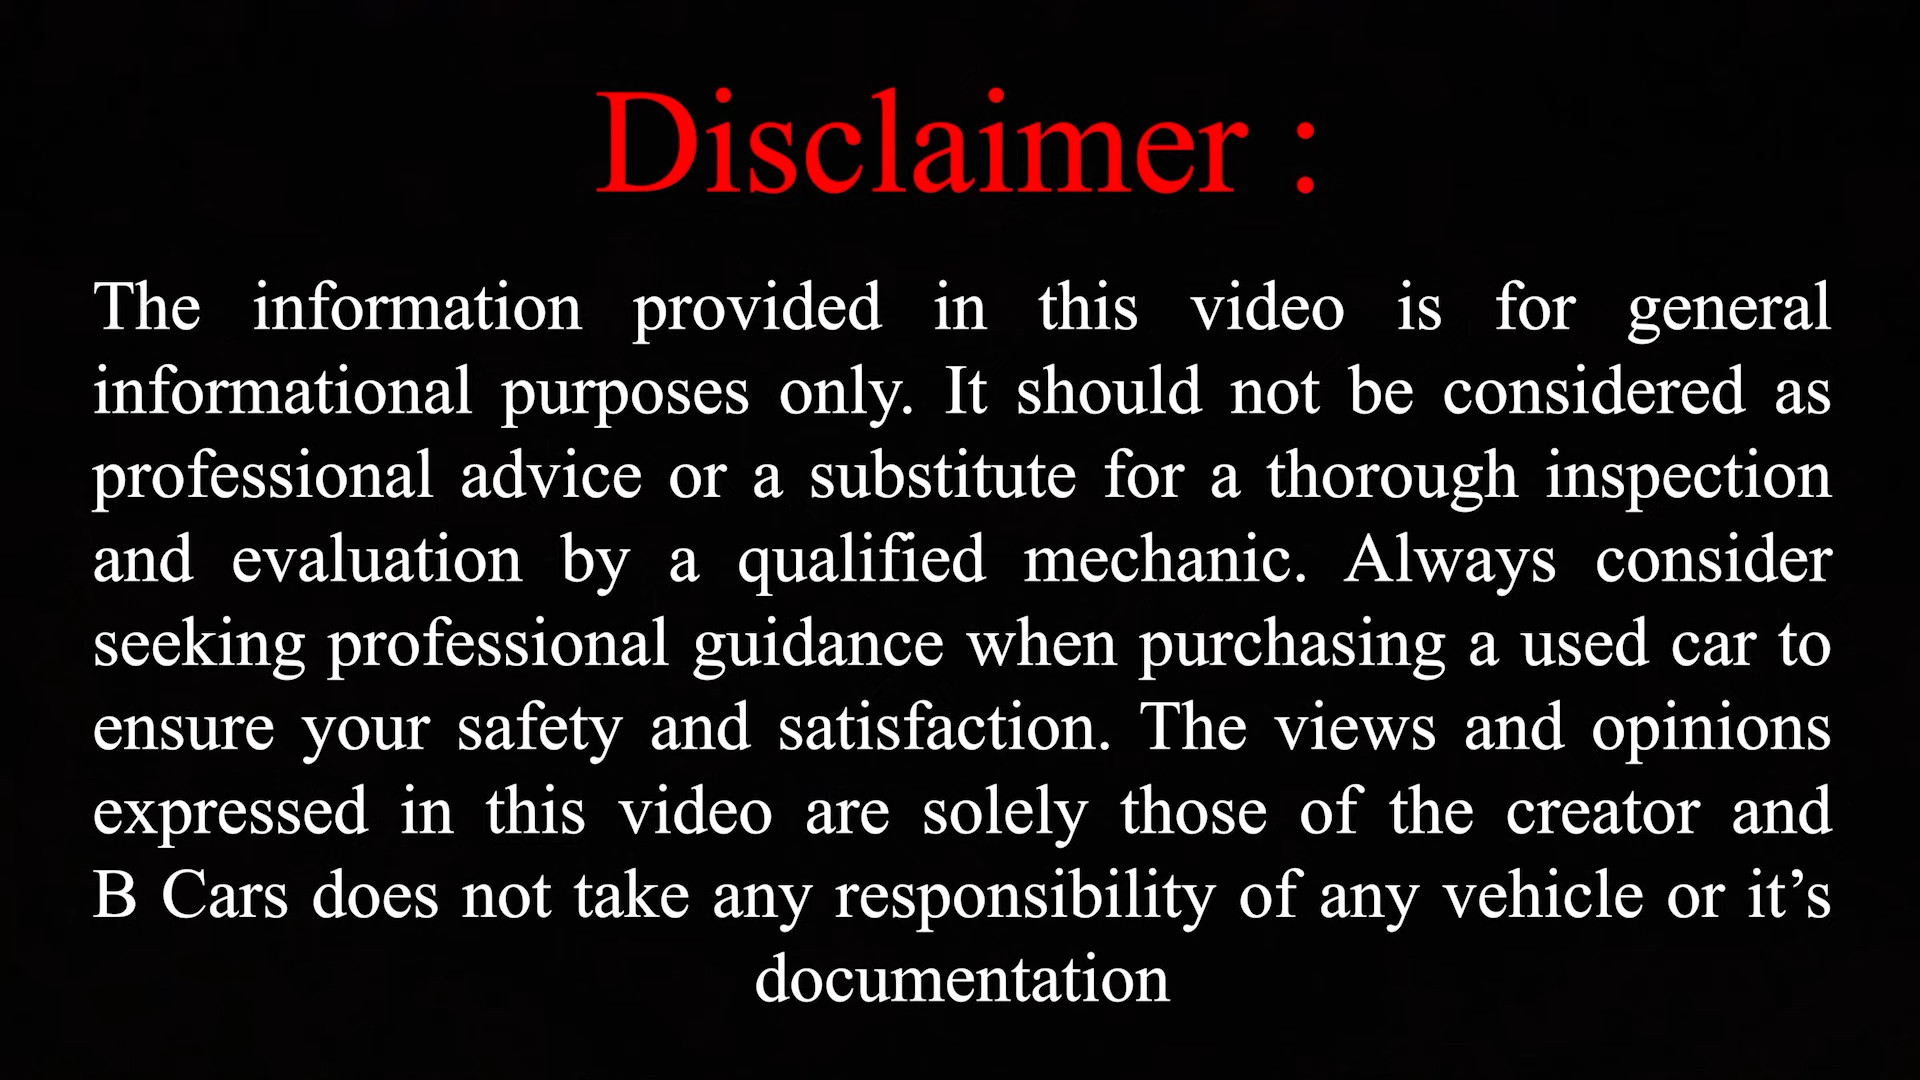 Disclaimer :
The information provided in this video is for general
informational purposes only. It should not be considered as
professional advice or a substitute for a thorough inspection
and evaluation by a qualified mechanic. Always consider
seeking professional guidance when purchasing a used car to
ensure your safety and satisfaction. The views and opinions
expressed in this video are solely those of the creator and
B Cars does not take any responsibility of any vehicle or it’s
documentation